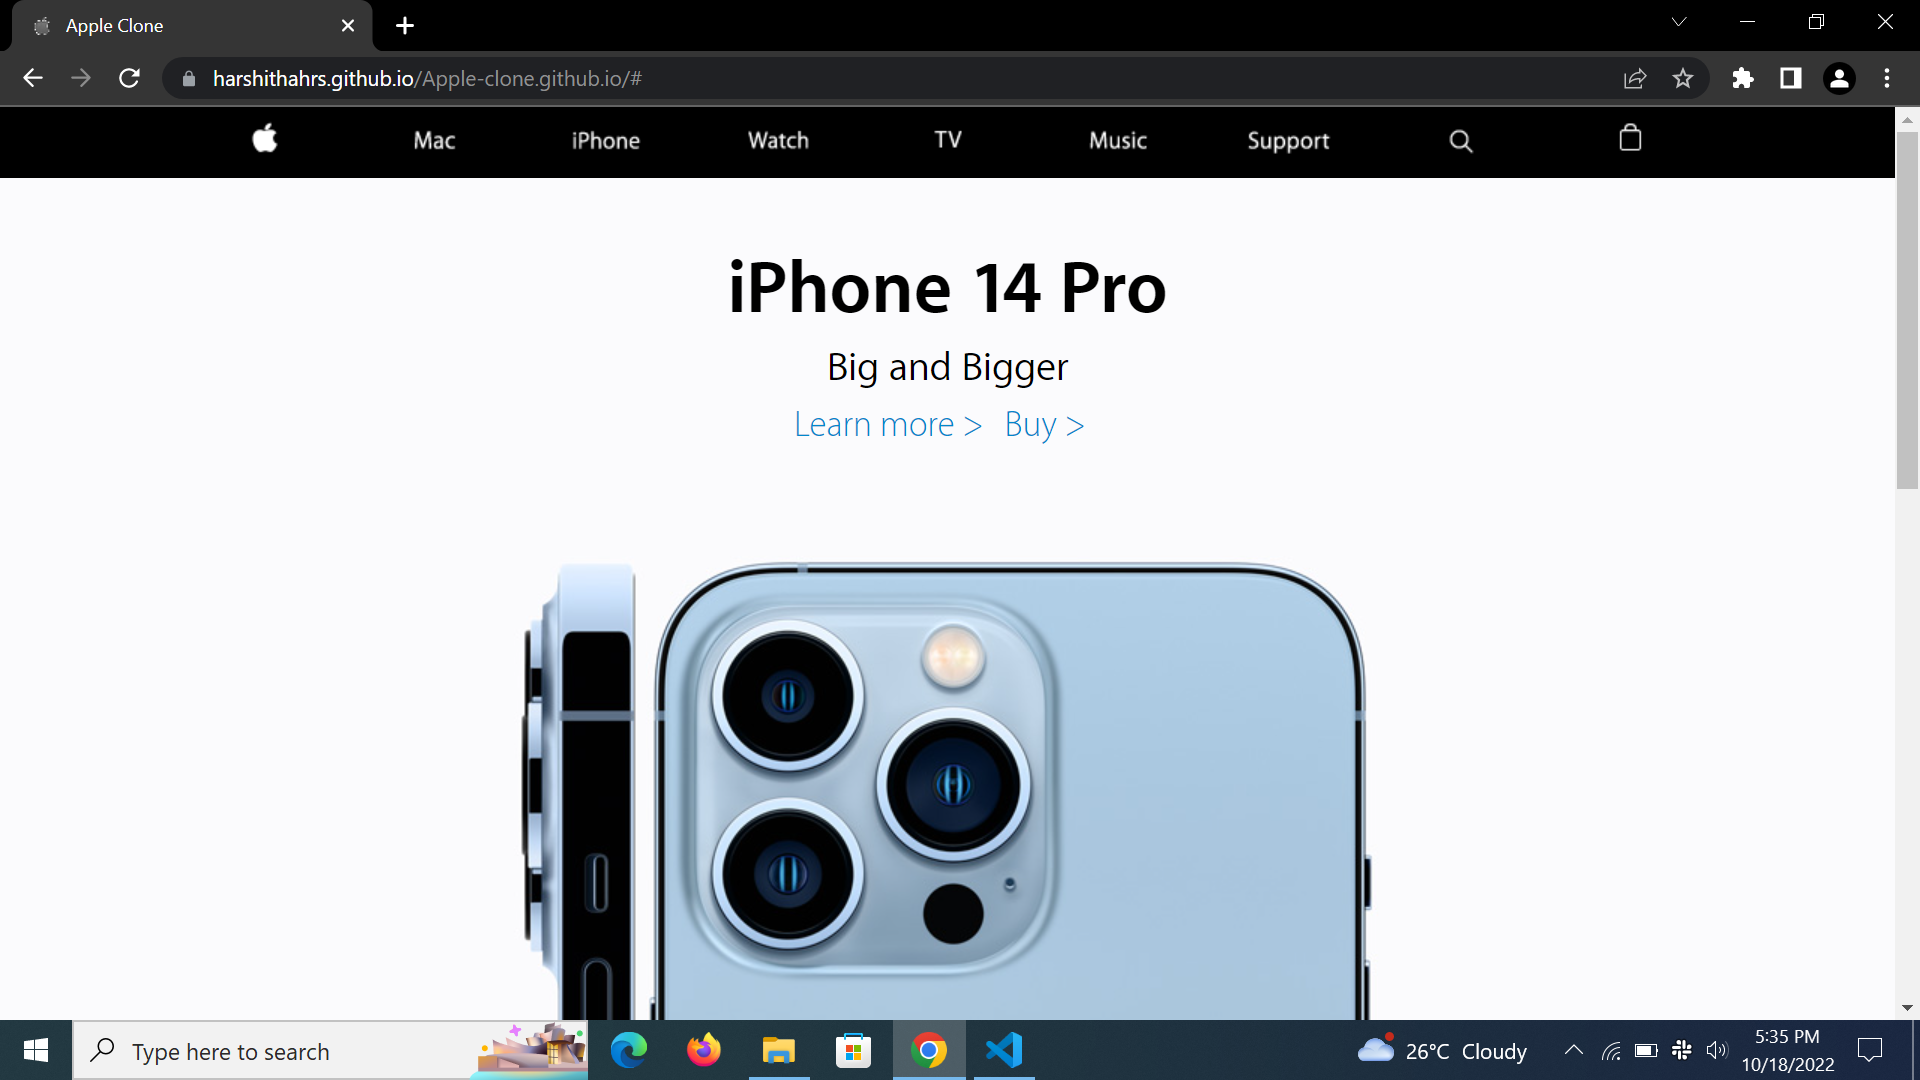 Apple Clone
harshithahrs.github.io/Apple-clone.github.io/#
Mac iPhone Watch TV Music Support
iPhone 14 Pro
Big and Bigger
Learn more > Buy >
Type here to search
26°C Cloudy
5:35 PM
10/18/2022